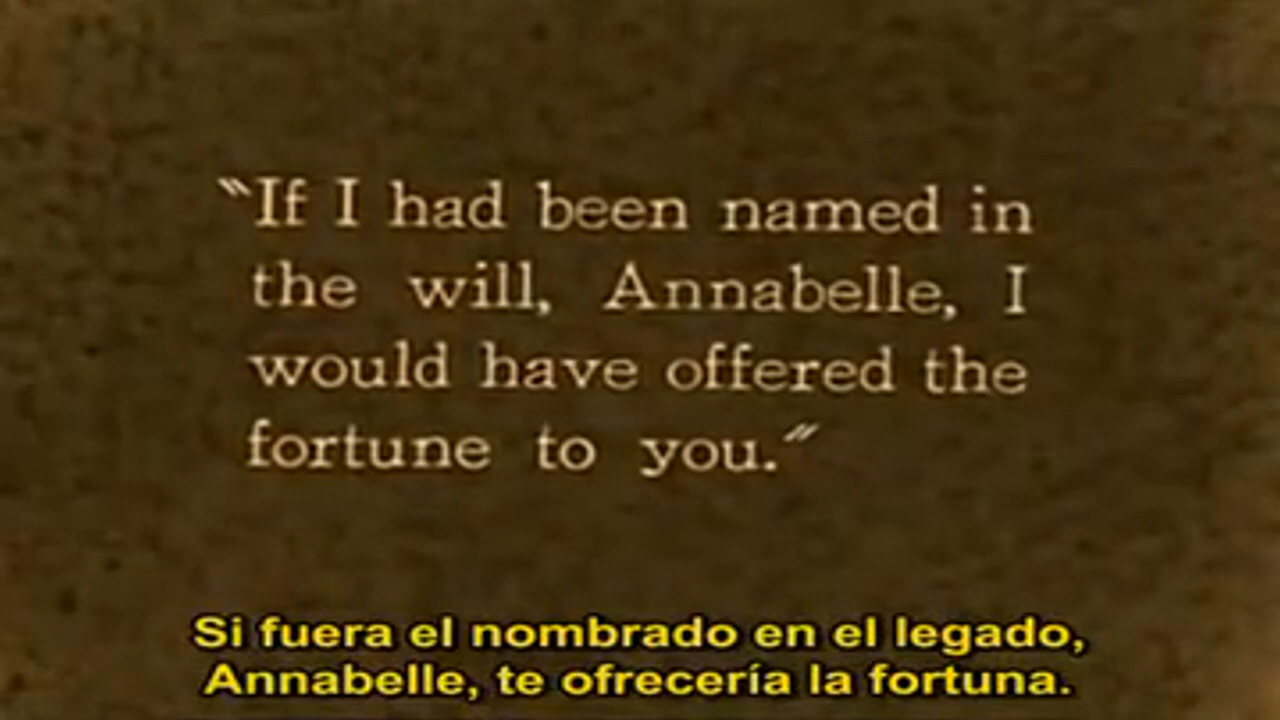 “If I had been named in
the will, Annabelle, I
would have offered the
fortune to you.”
Si fuera el nombrado en el legado,
Annabelle, te ofrecería la fortuna.